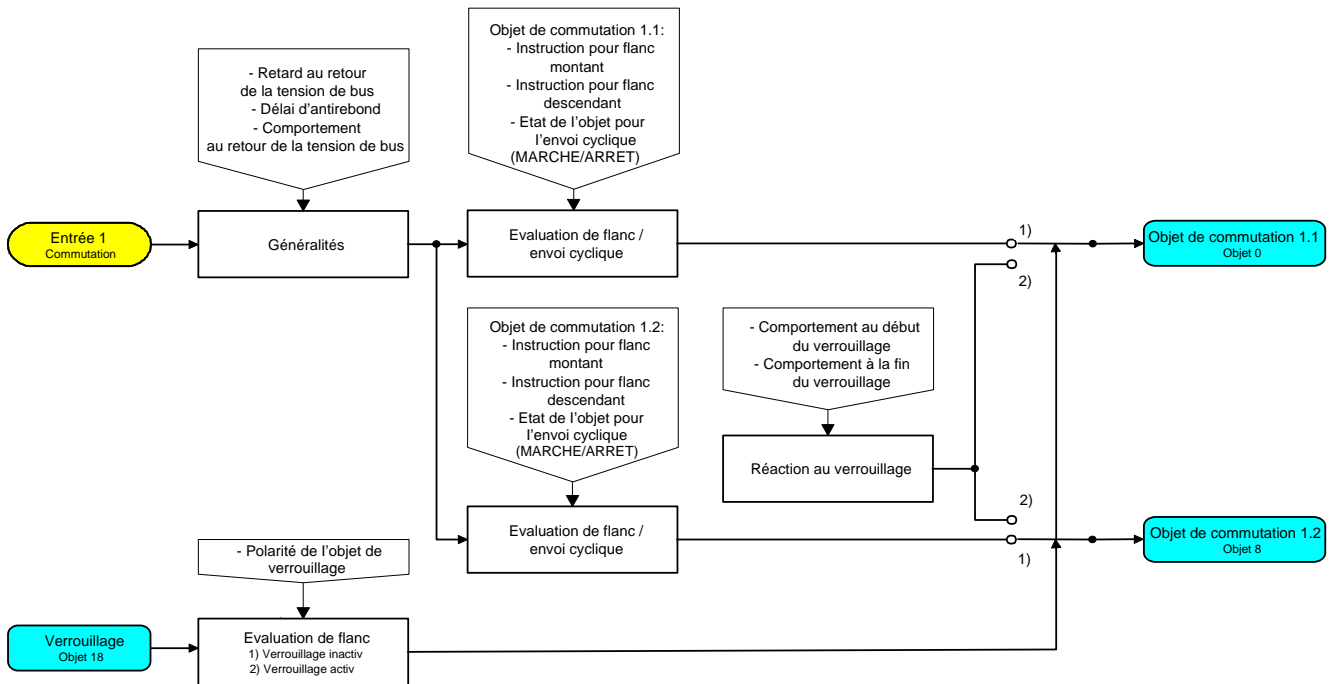 Objet de commutation 1.1:
- Instruction pour flanc
montant
- Instruction pour flanc
descendant
- Etat de l'objet pour
l'envoi cyclique
(MARCHE/ARRET)
- Retard au retour
de la tension de bus
- Délai d'antirebond
- Comportement
au retour de la tension de bus
Entrée 1
Commutation
Généralités
Evaluation de flanc /
envoi cyclique
1)
2)
Objet de commutation 1.1
Objet 0
Objet de commutation 1.2:
- Instruction pour flanc
montant
- Instruction pour flanc
descendant
- Etat de l'objet pour
l'envoi cyclique
(MARCHE/ARRET)
- Comportement au début
du verrouillage
- Comportement à la fin
du verrouillage
Réaction au verrouillage
Evaluation de flanc /
envoi cyclique
2)
1)
Objet de commutation 1.2
Objet 8
- Polarité de l'objet de
verrouillage
Verrouillage
Objet 18
Evaluation de flanc
1) Verrouillage inactiv
2) Verrouillage activ